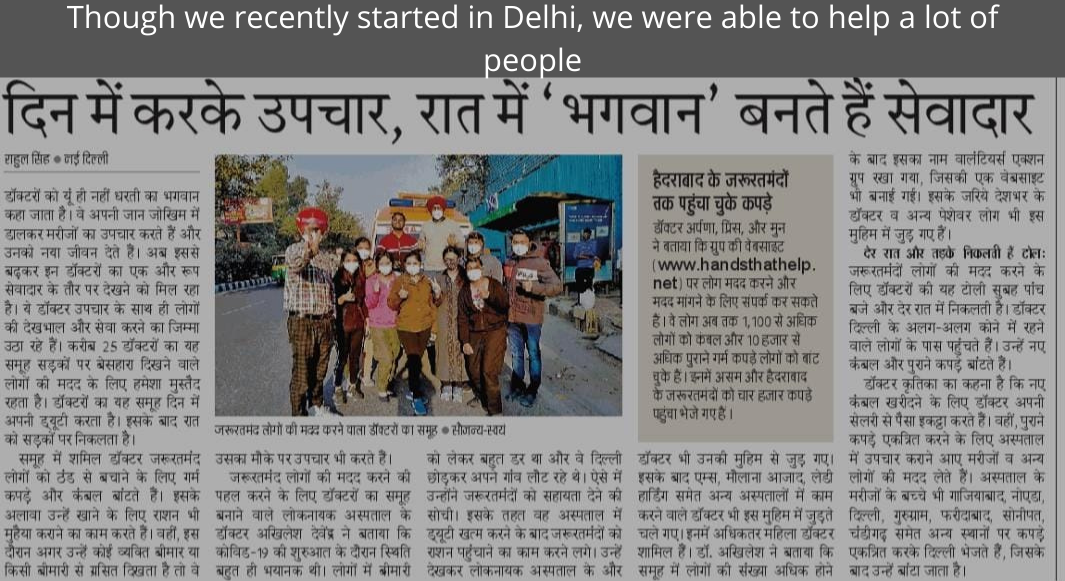 Though we recently started in Delhi, we were able to help a lot of
people
दिन में करके उपचार, रात में ‘भगवान’ बनते हैं सेवादार
राहुल सिंह ● नई दिल्ली
डॉक्टरों को यूं ही नहीं धरती का भगवान
कहा जाता है। वे अपनी जान जोखिम में
डालकर मरीजों का उपचार करते हैं और
उनको नया जीवन देते हैं। अब इससे
बढ़कर इन डॉक्टरों का एक और रूप
सेवादार के तौर पर देखने को मिल रहा
है। ये डॉक्टर उपचार के साथ ही लोगों
की देखभाल और सेवा करने का जिम्मा
उठा रहे हैं। करीब 25 डॉक्टरों का यह
समूह सड़कों पर बेसहारा दिखने वाले
लोगों की मदद के लिए हमेशा मुस्तैद
रहता है। डॉक्टरों का यह समूह दिन में
अपनी ड्यूटी करता है। इसके बाद रात
को सड़कों पर निकलता है।
समूह में शामिल डॉक्टर जरूरतमंद
लोगों को ठंड से बचाने के लिए गर्म
कपड़े और कंबल बांटते हैं। इसके
अलावा उन्हें खाने के लिए राशन भी
मुहैया कराने का काम करते हैं। वहीं, इस
दौरान अगर उन्हें कोई व्यक्ति बीमार या
किसी बीमारी से ग्रसित दिखता है तो वे
जरूरतमंद लोगों की मदद करने वाला डॉक्टरों का समूह ● सौजन्य-स्वयं
उसका मौके पर उपचार भी करते हैं।
जरूरतमंद लोगों की मदद करने की
पहल करने के लिए डॉक्टरों का समूह
बनाने वाले लोकनायक अस्पताल के
डॉक्टर अखिलेश देवेंद्र ने बताया कि
कोविड-19 की शुरुआत के दौरान स्थिति
बहुत ही भयानक थी। लोगों में बीमारी
को लेकर बहुत डर था और वे दिल्ली
छोड़कर अपने गांव लौट रहे थे। ऐसे में
उन्होंने जरूरतमंदों को सहायता देने की
सोची। इसके तहत वह अस्पताल में
ड्यूटी खत्म करने के बाद जरूरतमंदों को
राशन पहुंचाने का काम करने लगे। उन्हें
देखकर लोकनायक अस्पताल के और
हैदराबाद के जरूरतमंदों
तक पहुंचा चुके कपड़े
डॉक्टर अर्पणा, प्रिस, और मुन
ने बताया कि ग्रुप की वेबसाइट
(www.handsthathelp.
net) पर लोग मदद करने और
मदद मांगने के लिए संपर्क कर सकते
है। वे लोग अब तक 1,100 से अधिक
लोगों को कंबल और 10 हजार से
अधिक पुराने गर्म कपड़े लोगों को बांट
चुके हैं। इनमें असम और हैदराबाद
के जरूरतमंदों को चार हजार कपड़े
पहुंचा भेजे गए हैं।
डॉक्टर भी उनकी मुहिम से जुड़ गए।
इसके बाद एम्स, मौलाना आजाद, लेडी
हार्डिंग समेत अन्य अस्पतालों में काम
करने वाले डॉक्टर भी इस मुहिम में जुड़ते
चले गए। इनमें अधिकतर महिला डॉक्टर
शामिल हैं। डॉ. अखिलेश ने बताया कि
समूह में लोगों की संख्या अधिक होने
के बाद इसका नाम वालंटियर्स एक्शन
ग्रुप रखा गया, जिसकी एक वेबसाइट
भी बनाई गई। इसके जरिये देशभर के
डॉक्टर व अन्य पेशेवर लोग भी इस
मुहिम में जुड़ गए हैं।
देर रात और तड़के निकलती है टोल:
जरूरतमंदों लोगों की मदद करने के
लिए डॉक्टरों की यह टोली सुबह पांच
बजे और देर रात में निकलती है। डॉक्टर
दिल्ली के अलग-अलग कोने में रहने
वाले लोगों के पास पहुंचते हैं। उन्हें नए
कंबल और पुराने कपड़े बांटते हैं।
डॉक्टर कृतिका का कहना है कि नए
कंबल खरीदने के लिए डॉक्टर अपनी
सेलरी से पैसा इकट्ठा करते हैं। वहीं, पुराने
कपड़े एकत्रित करने के लिए अस्पताल
में उपचार कराने आए मरीजों व अन्य
लोगों की मदद लेते हैं। अस्पताल के
मरीजों के बच्चे भी गाजियाबाद, नोएडा,
दिल्ली, गुरुग्राम, फरीदाबाद, सोनीपत,
चंडीगढ़ समेत अन्य स्थानों पर कपड़े
एकत्रित करके दिल्ली भेजते हैं, जिसके
बाद उन्हें बांटा जाता है।